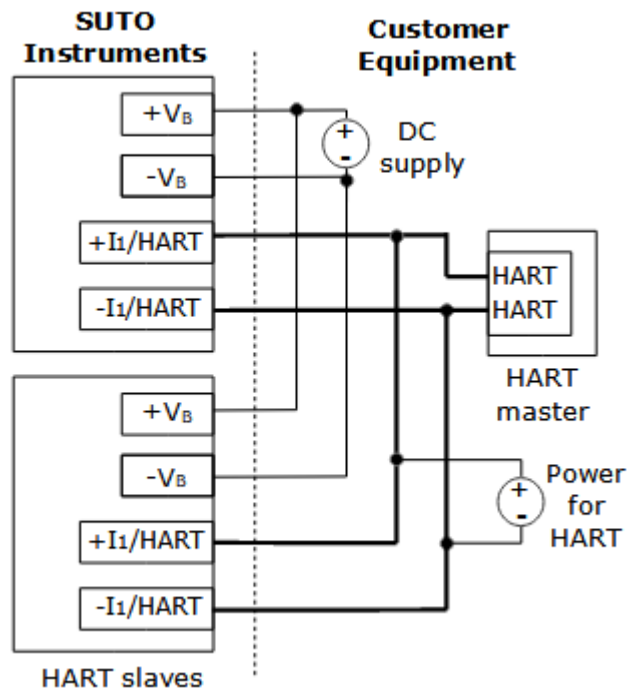 SUTO
Instruments
Customer
Equipment
+VB
-VB
+I1/HART
-I1/HART
+
-
DC
supply
HART
HART
HART
master
+VB
-VB
+I1/HART
-I1/HART
+
-
Power
for
HART
HART slaves